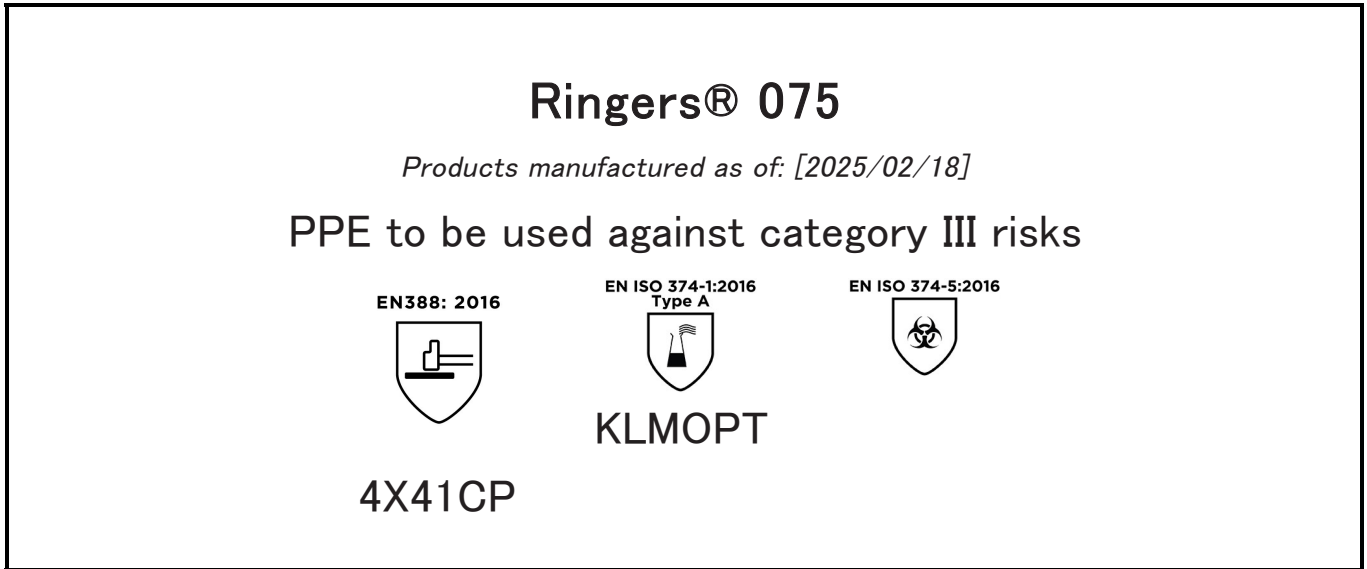 Ringers® 075
Products manufactured as of: [2025/02/18]
PPE to be used against category III risks
EN388: 2016
4X41CP
EN ISO 374-1:2016
Type A
KLMOPT
EN ISO 374-5:2016